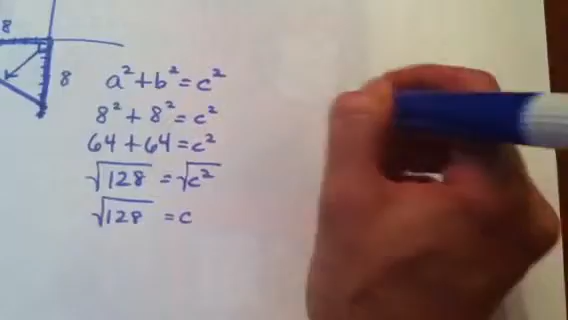 8
8
a² + b² = c²
8² + 8² = c²
64 + 64 = c²
√128 = √c²
√128 = c